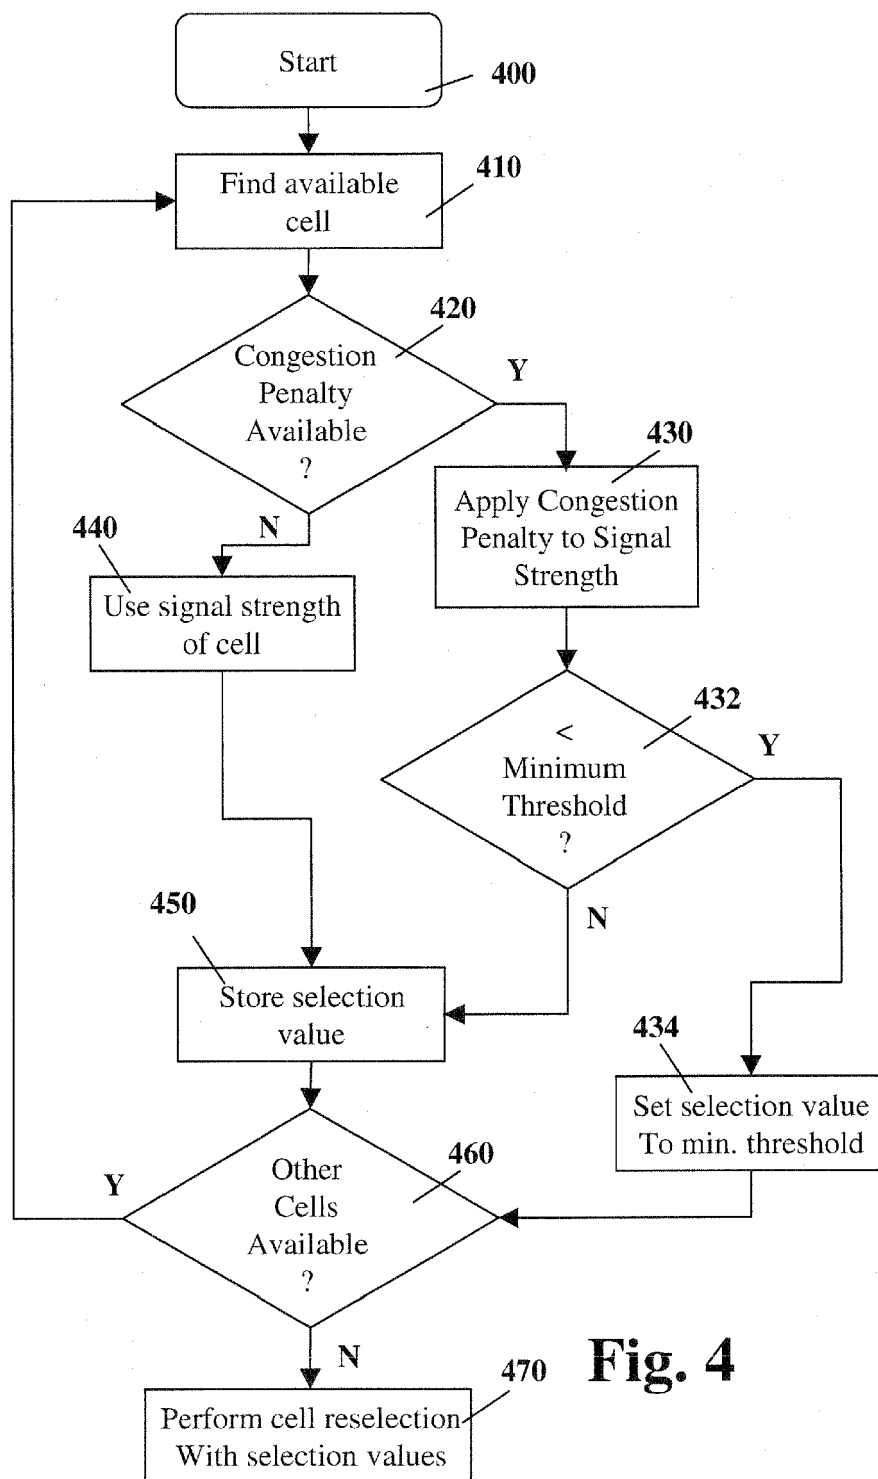 Start
400
Find available
cell
410
420
Congestion
Penalty
Available
?
Y
N
430
Apply Congestion
Penalty to Signal
Strength
440
Use signal strength
of cell
432
<
Minimum
Threshold
?
Y
N
450
Store selection
value
434
Set selection value
To min. threshold
460
Other
Cells
Available
?
Y
N
470
Perform cell reselection
With selection values
Fig. 4